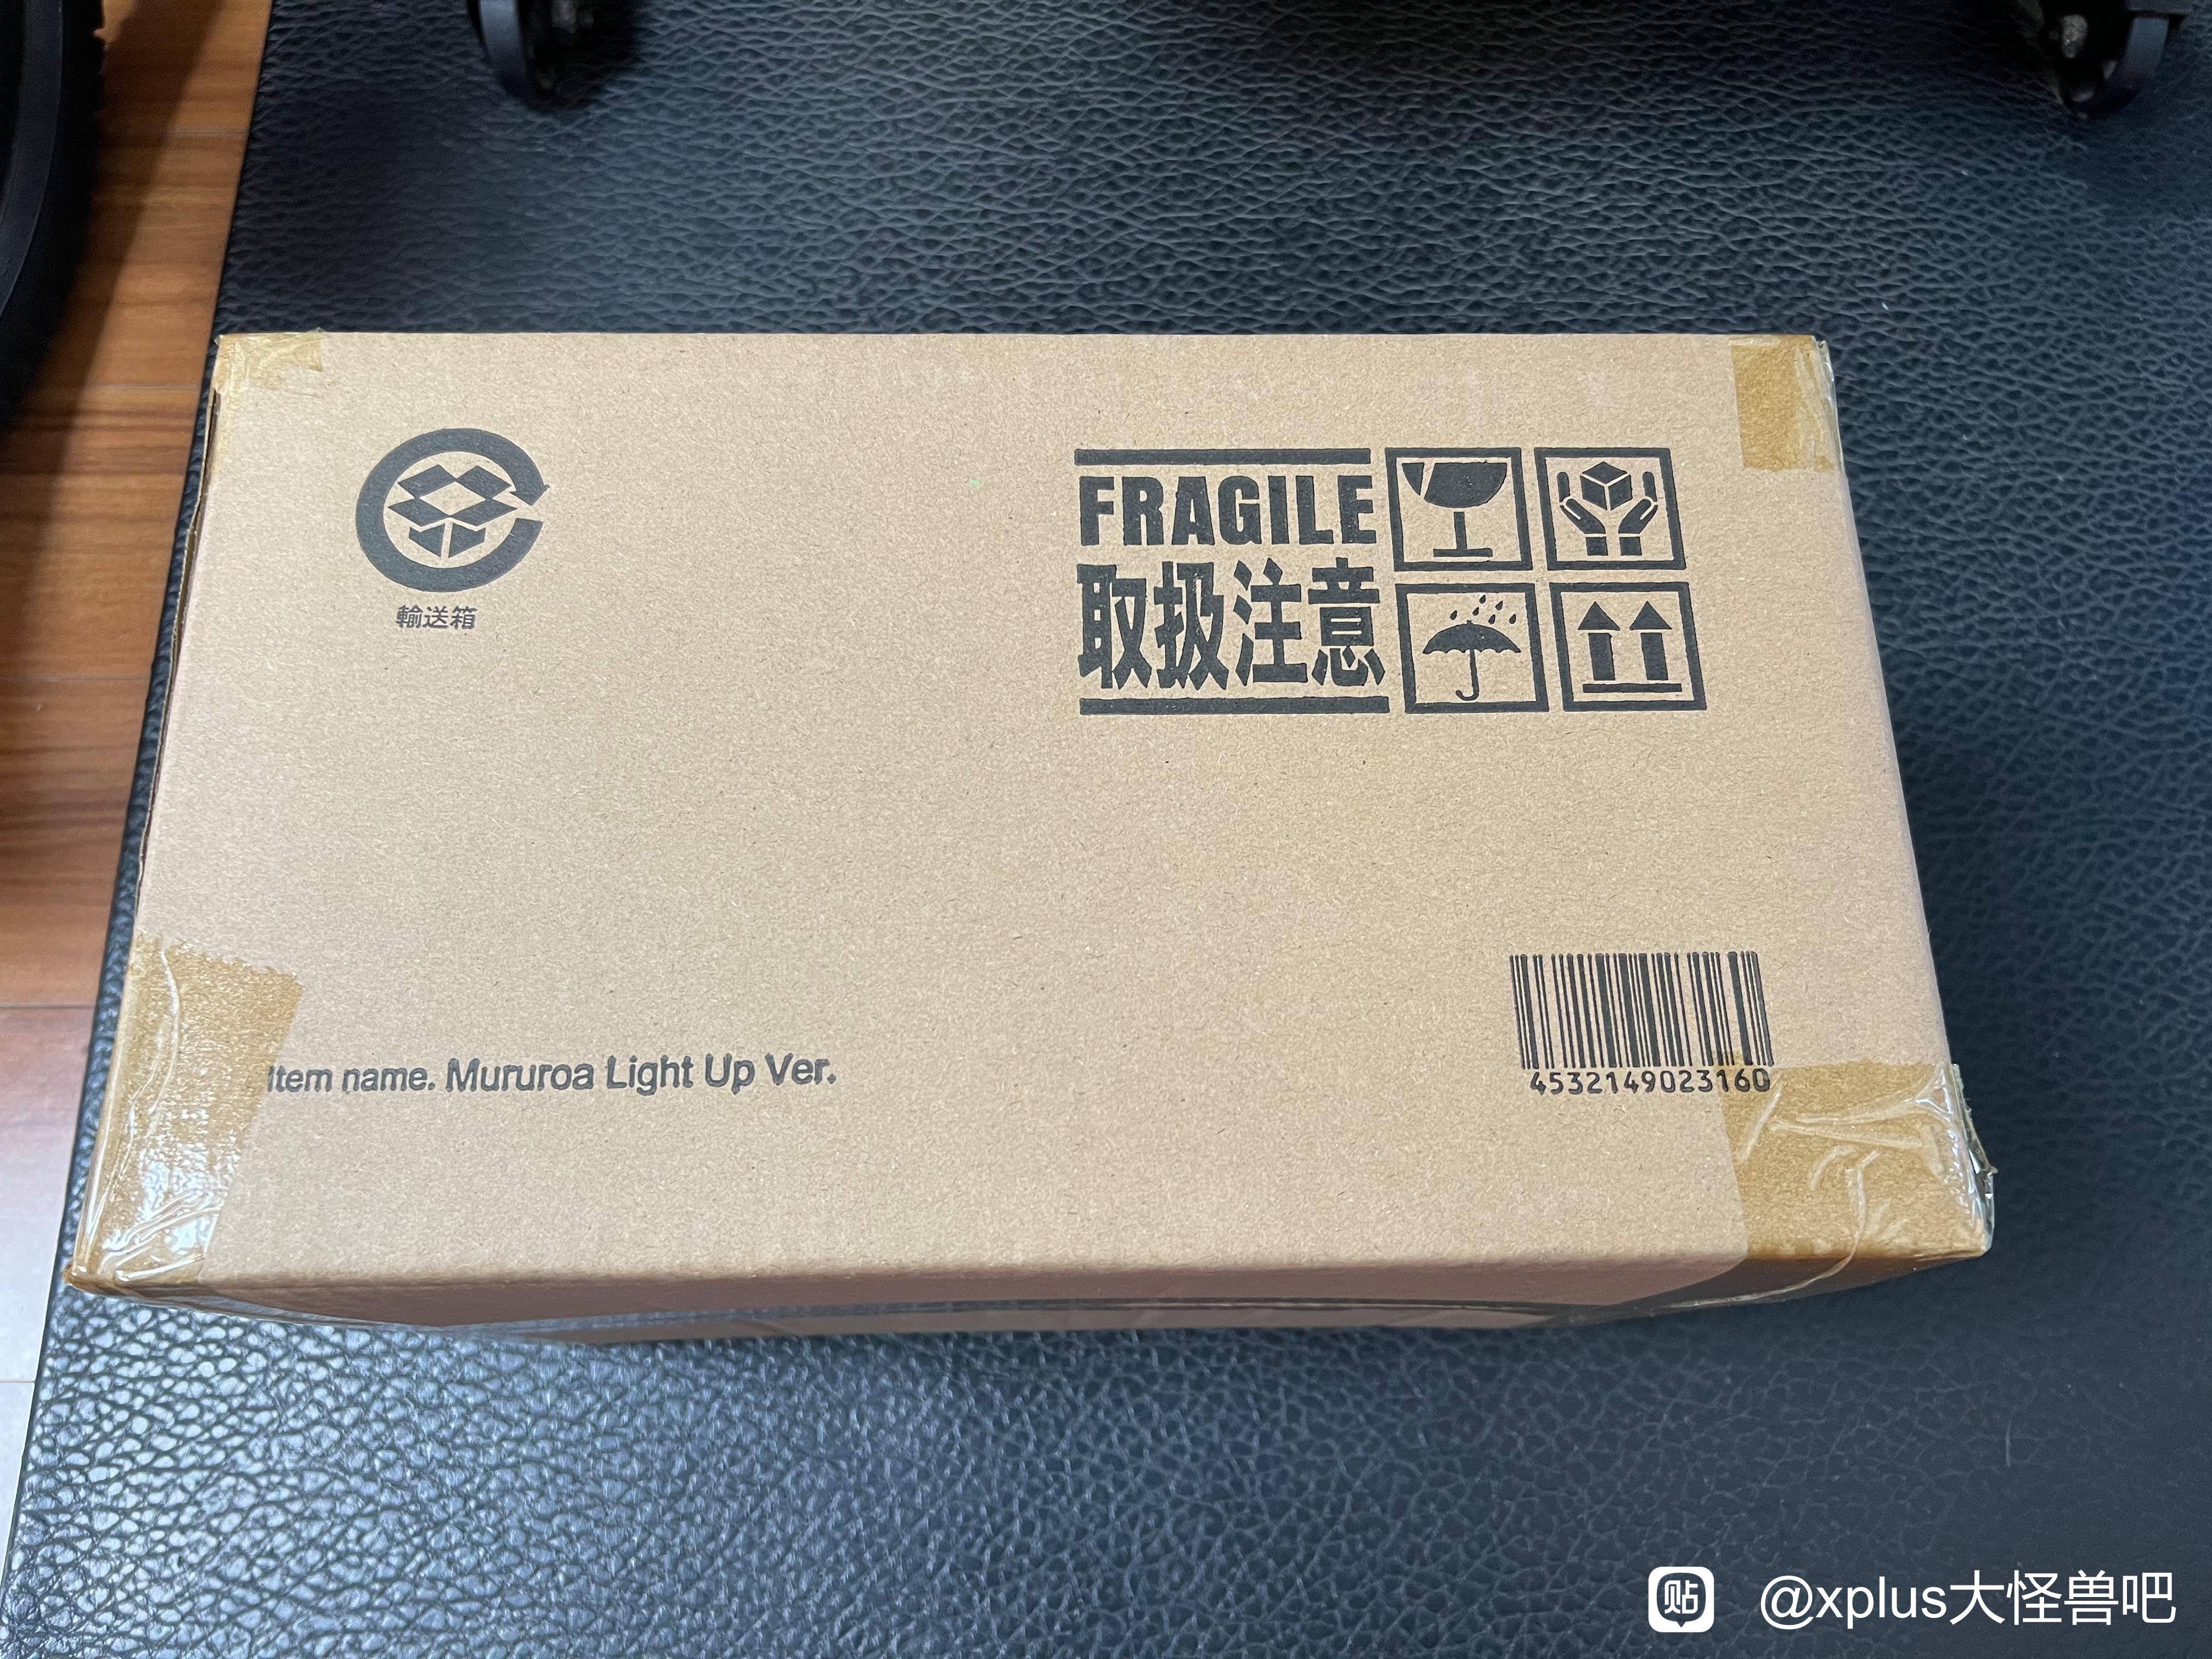 輸送箱
FRAGILE
取扱注意
Item name. Mururoa Light Up Ver.
4532149023160
贴 @xplus大怪兽吧